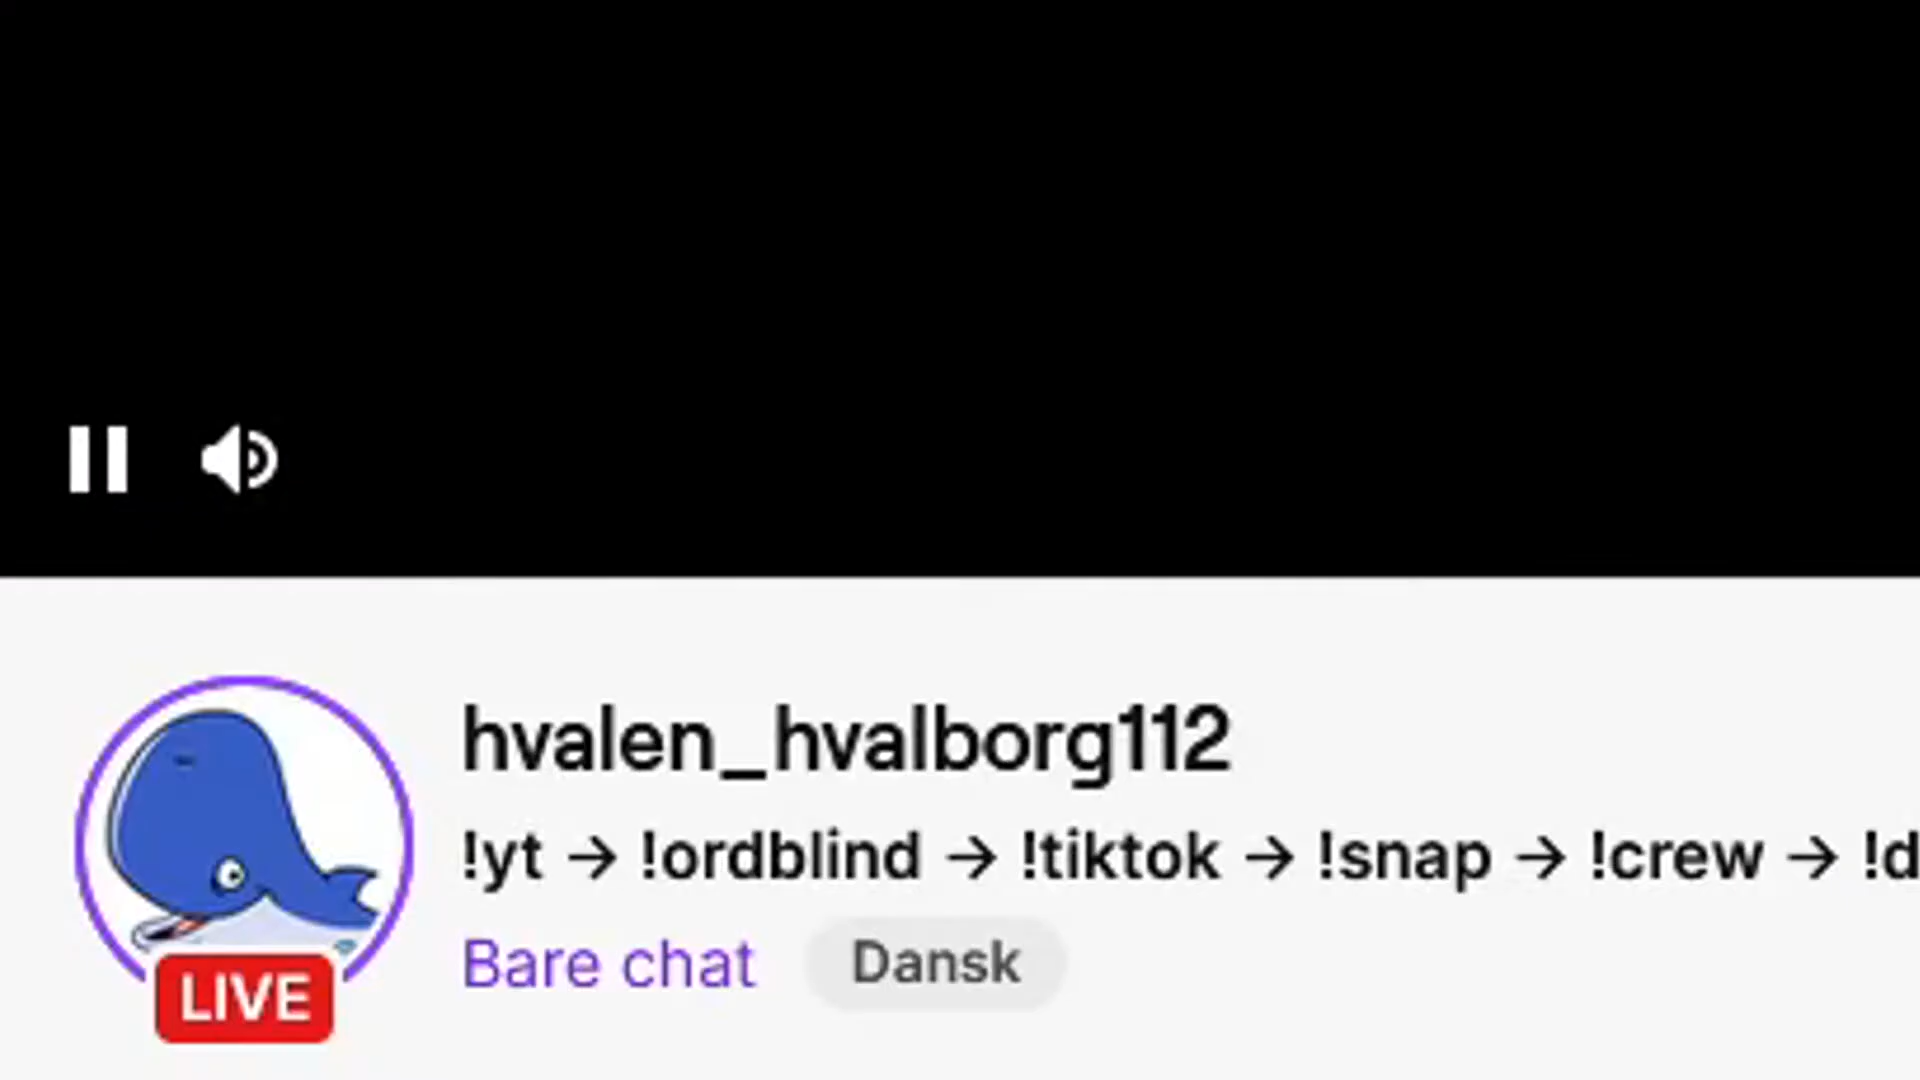 hvalen_hvalborg112
!yt → !ordblind → !tiktok → !snap → !crew → !d
Bare chat Dansk
LIVE